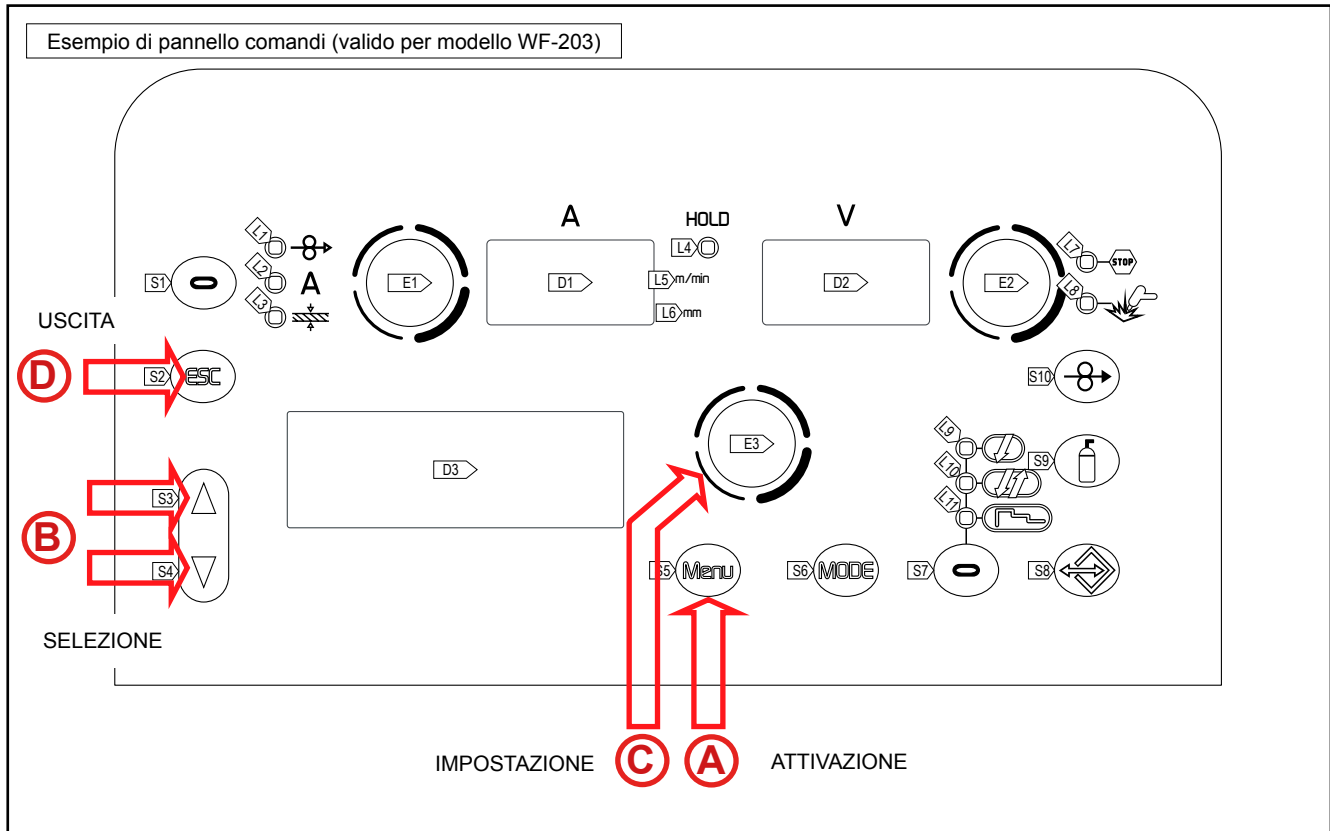 Esempio di pannello comandi (valido per modello WF-203)
A
HOLD
V
L1
L2
A
L3
S1
E1
D1
L4
L5 m/min
L6 mm
D2
E2
L7
STOP
L8
USCITA
D
S2
ESC
S10
E3
D3
L9
L10
L11
S9
B
S3
S4
S5
Menu
S6
MODE
S7
S8
SELEZIONE
IMPOSTAZIONE
C
A
ATTIVAZIONE